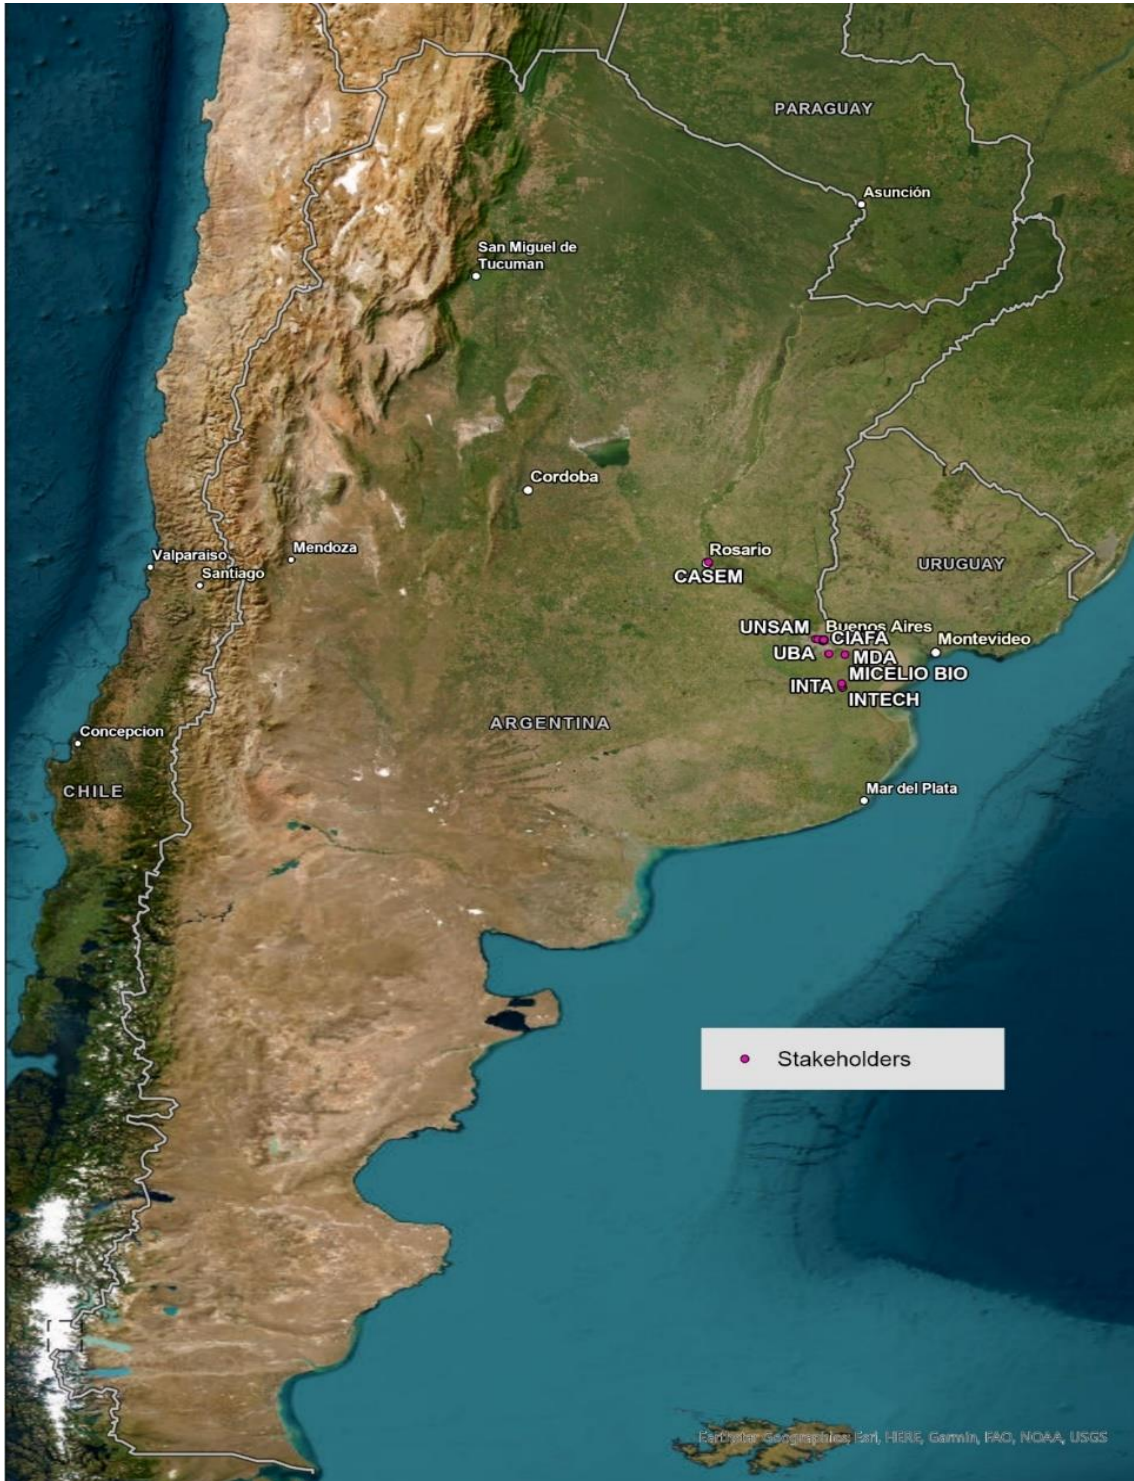 PARAGUAY
Asunción
San Miguel de
Tucuman
Cordoba
Valparaiso
Mendoza
Santiago
Rosario
CASEM
URUGUAY
UNSAM
Buenos Aires
CIAFA
Montevideo
UBA
MDA
MICELIO BIO
INTA
INTECH
ARGENTINA
Concepcion
CHILE
Mar del Plata
Stakeholders
Earthstar Geographics, Esri, HERE, Garmin, FAO, NOAA, USGS